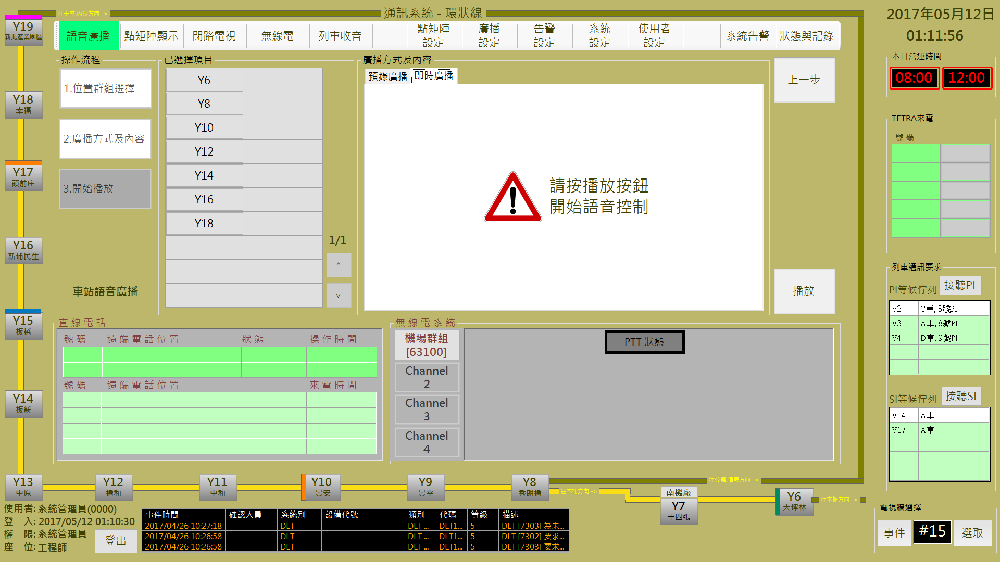 往士林,內湖方向->
通訊系統 - 環狀線
2017年05月12日
01:11:56
語音廣播 點矩陣顯示 閉路電視 無線電 列車收音 點矩陣設定 廣播設定 告警設定 系統設定 使用者設定 系統告警 狀態與記錄
Y19
新北產業園區
Y18
幸福
Y17
頭前庄
Y16
新埔民生
Y15
板橋
Y14
板新
操作流程
1.位置群組選擇
2.廣播方式及內容
3.開始播放
車站語音廣播
已選擇項目
Y6
Y8
Y10
Y12
Y14
Y16
Y18
1/1
^
v
廣播方式及內容
預錄廣播 即時廣播
請按播放按鈕
開始語音控制
上一步
播放
本日營運時間
08:00 12:00
TETRA來電
號 碼
列車通訊要求
PI等候佇列 接聽PI
V2 C車,3號PI
V3 A車,8號PI
V4 D車,9號PI
SI等候佇列 接聽SI
V14 A車
V17 A車
直 線 電 話
號 碼 遠 端 電 話 位 置 狀 態 操 作 時 間
號 碼 遠 端 電 話 位 置 來 電 時 間
無 線 電 系 統
機場群組
[63100]
Channel
2
Channel
3
Channel
4
PTT 狀態
Y13
中原
Y12
橋和
Y11
中和
Y10
景安
Y9
景平
Y8
秀朗橋
往公館,信義方向->
往木柵方向->
南機廠
Y7
十四張
Y6
大坪林
往木柵方向->
使用者: 系統管理員(0000)
登 入: 2017/05/12 01:10:30
權 限: 系統管理員
座 位: 工程師
登出
事件時間 確認人員 系統別 設備代號 類別 代碼 等級 描述
2017/04/26 10:27:18 DLT DLT ... DLT1... 5 DLT [7303] 為未...
2017/04/26 10:26:58 DLT DLT ... DLT1... 5 DLT [7302] 要求...
2017/04/26 10:26:58 DLT DLT ... DLT1... 5 DLT [7303] 要求...
電視牆選擇
事件 #15 選取